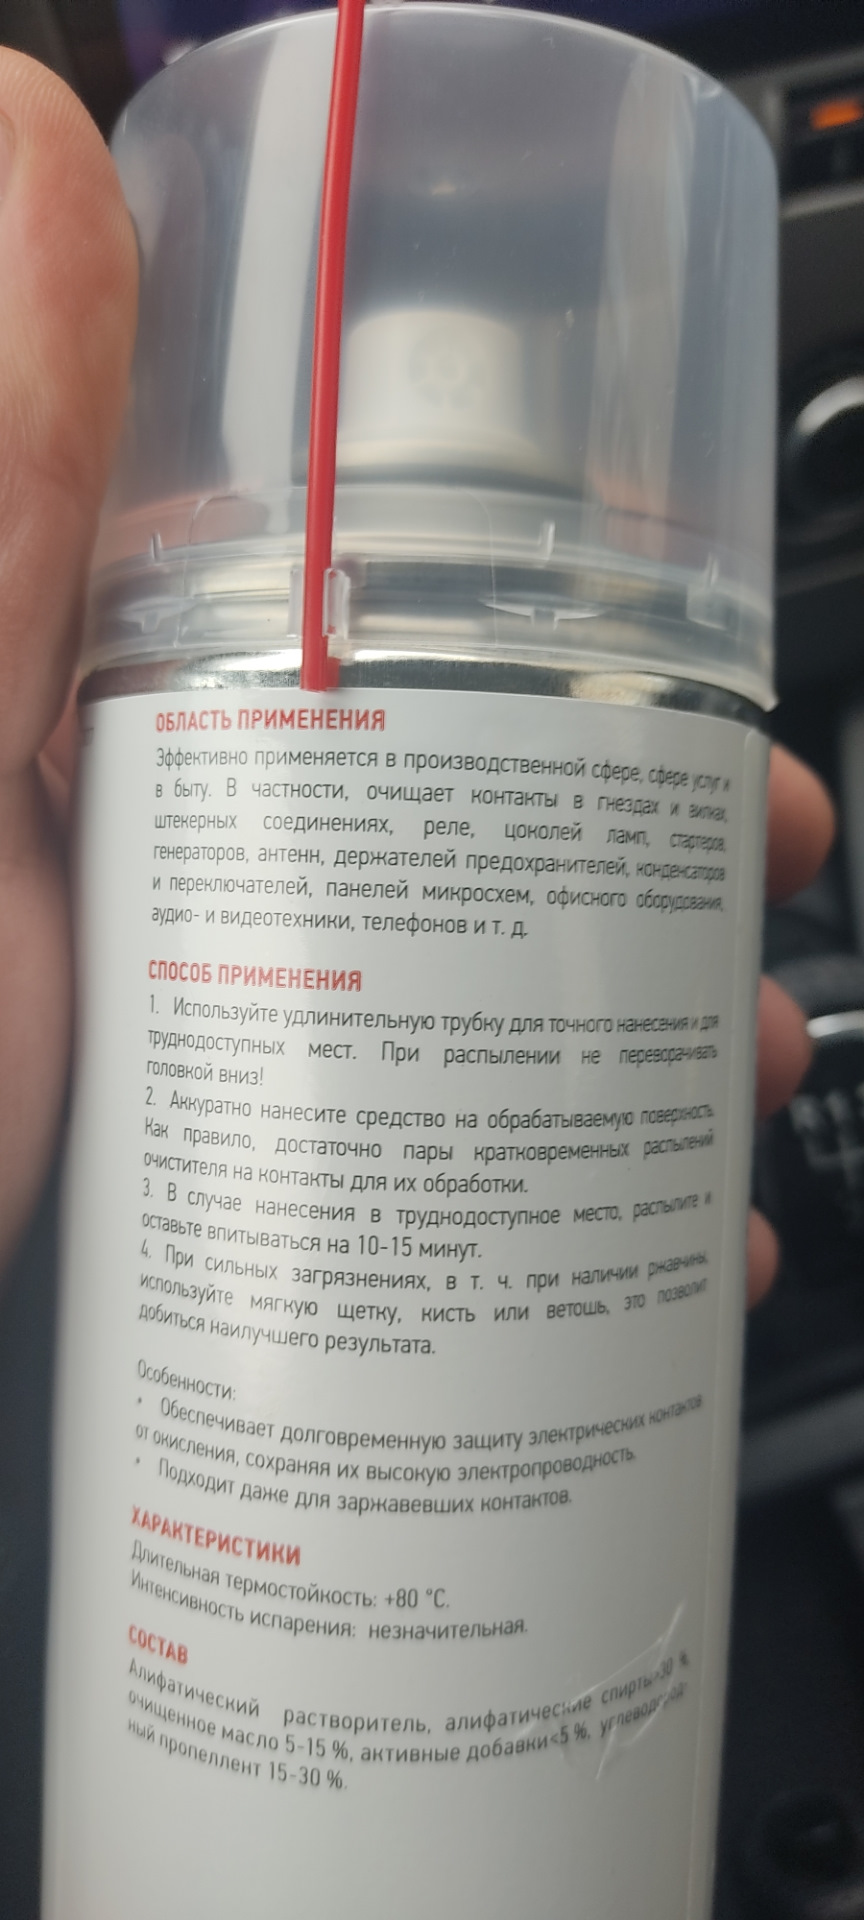 ОБЛАСТЬ ПРИМЕНЕНИЯ
Эффективно применяется в производственной сфере, сфере услуг и
в быту. В частности, очищает контакты в гнездах и вилках,
штекерных соединениях, реле, цоколей ламп, стартеров,
генераторов, антенн, держателей предохранителей, конденсаторов
и переключателей, панелей микросхем, офисного оборудования,
аудио- и видеотехники, телефонов и т. д.
СПОСОБ ПРИМЕНЕНИЯ
1. Используйте удлинительную трубку для точного нанесения и для
труднодоступных мест. При распылении не переворачивать
головкой вниз!
2. Аккуратно нанесите средство на обрабатываемую поверхность.
Как правило, достаточно пары кратковременных распылений
очистителя на контакты для их обработки.
3. В случае нанесения в труднодоступное место, распылите и
оставьте впитываться на 10-15 минут.
4. При сильных загрязнениях, в т. ч. при наличии ржавчины,
используйте мягкую щетку, кисть или ветошь, это позволит
добиться наилучшего результата.
Особенности:
• Обеспечивает долговременную защиту электрических контактов
от окисления, сохраняя их высокую электропроводность.
• Подходит даже для заржавевших контактов.
ХАРАКТЕРИСТИКИ
Длительная термостойкость: +80 °C.
Интенсивность испарения: незначительная.
СОСТАВ
Алифатический растворитель, алифатические спирты>30 %,
очищенное масло 5-15 %, активные добавки<5 %, углеводород-
ный пропеллент 15-30 %.